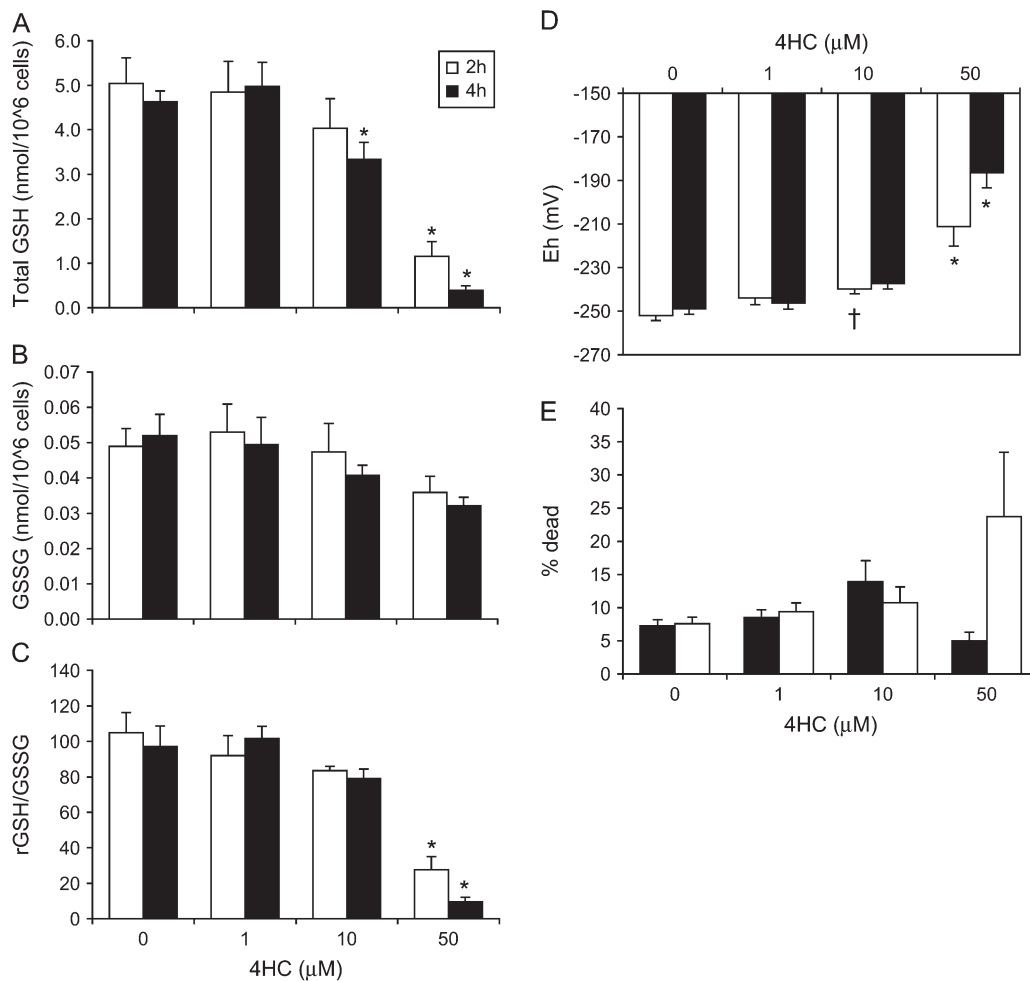 A
Total GSH (nmol/10^6 cells)
6.0
5.0
4.0
3.0
2.0
1.0
0.0
2h
4h
*
*
*
B
GSSG (nmol/10^6 cells)
0.07
0.06
0.05
0.04
0.03
0.02
0.01
0.00
C
rGSH/GSSG
140
120
100
80
60
40
20
0
*
*
0 1 10 50
4HC (µM)
D
4HC (µM)
0 1 10 50
Eh (mV)
-150
-170
-190
-210
-230
-250
-270
†
*
*
E
% dead
40
35
30
25
20
15
10
5
0
0 1 10 50
4HC (µM)